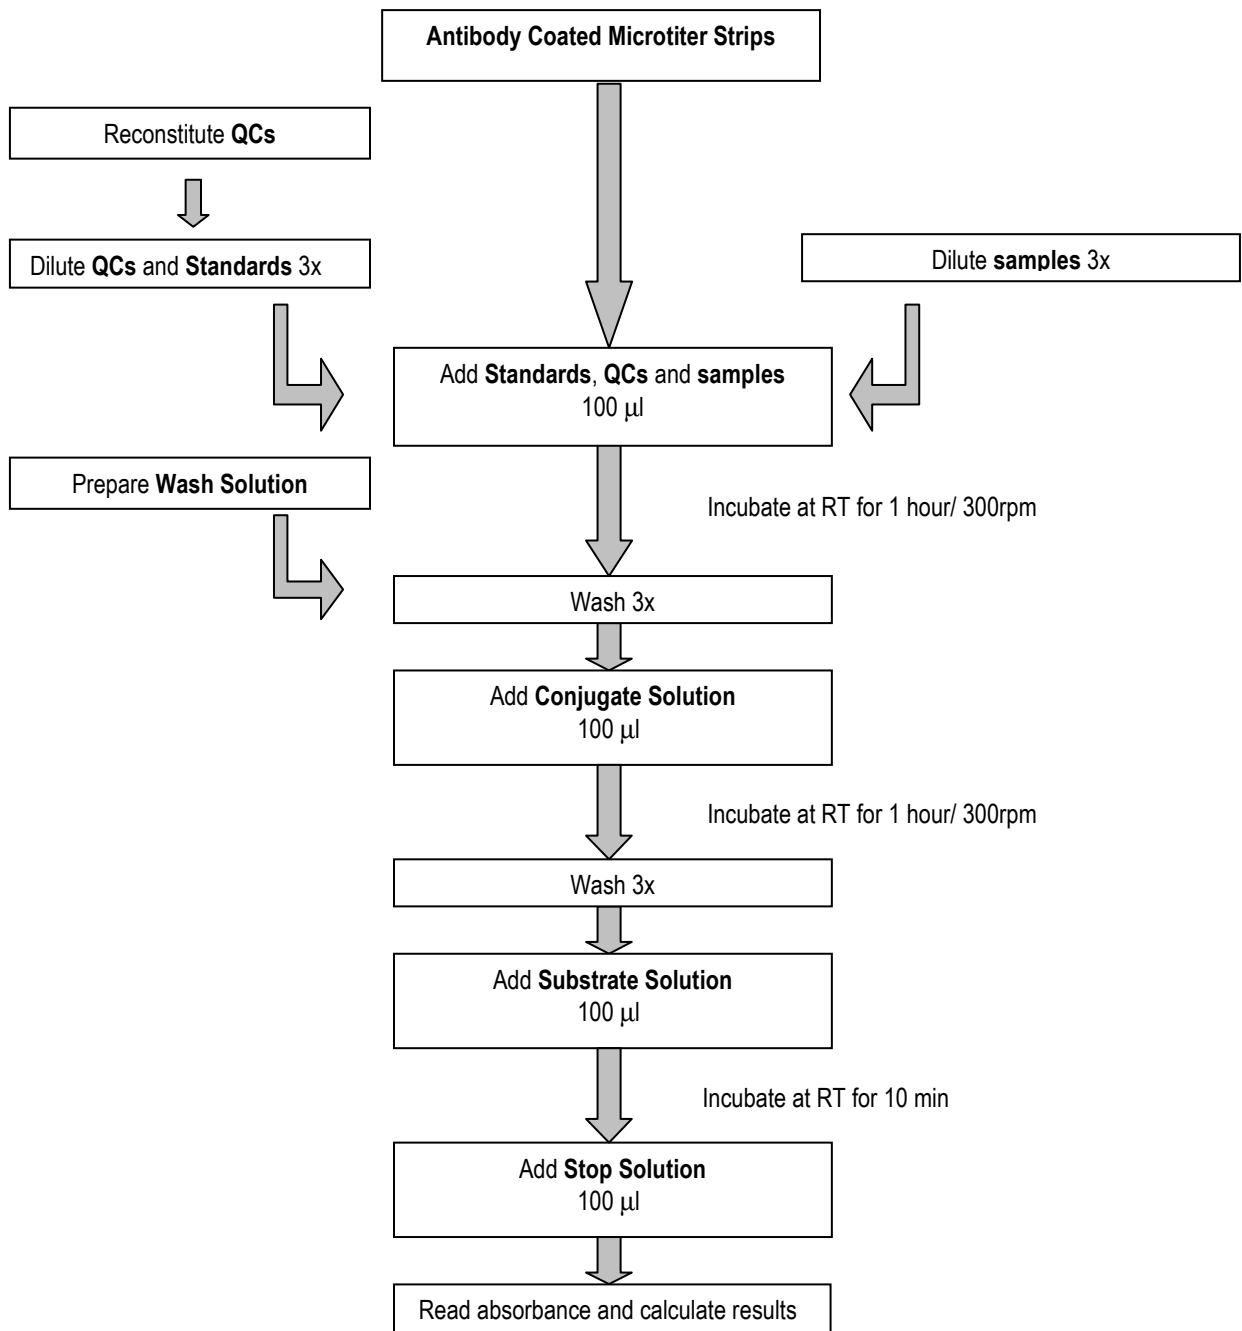 Antibody Coated Microtiter Strips
Reconstitute QCs
Dilute QCs and Standards 3x
Dilute samples 3x
Add Standards, QCs and samples
100 µl
Prepare Wash Solution
Incubate at RT for 1 hour/ 300rpm
Wash 3x
Add Conjugate Solution
100 µl
Incubate at RT for 1 hour/ 300rpm
Wash 3x
Add Substrate Solution
100 µl
Incubate at RT for 10 min
Add Stop Solution
100 µl
Read absorbance and calculate results